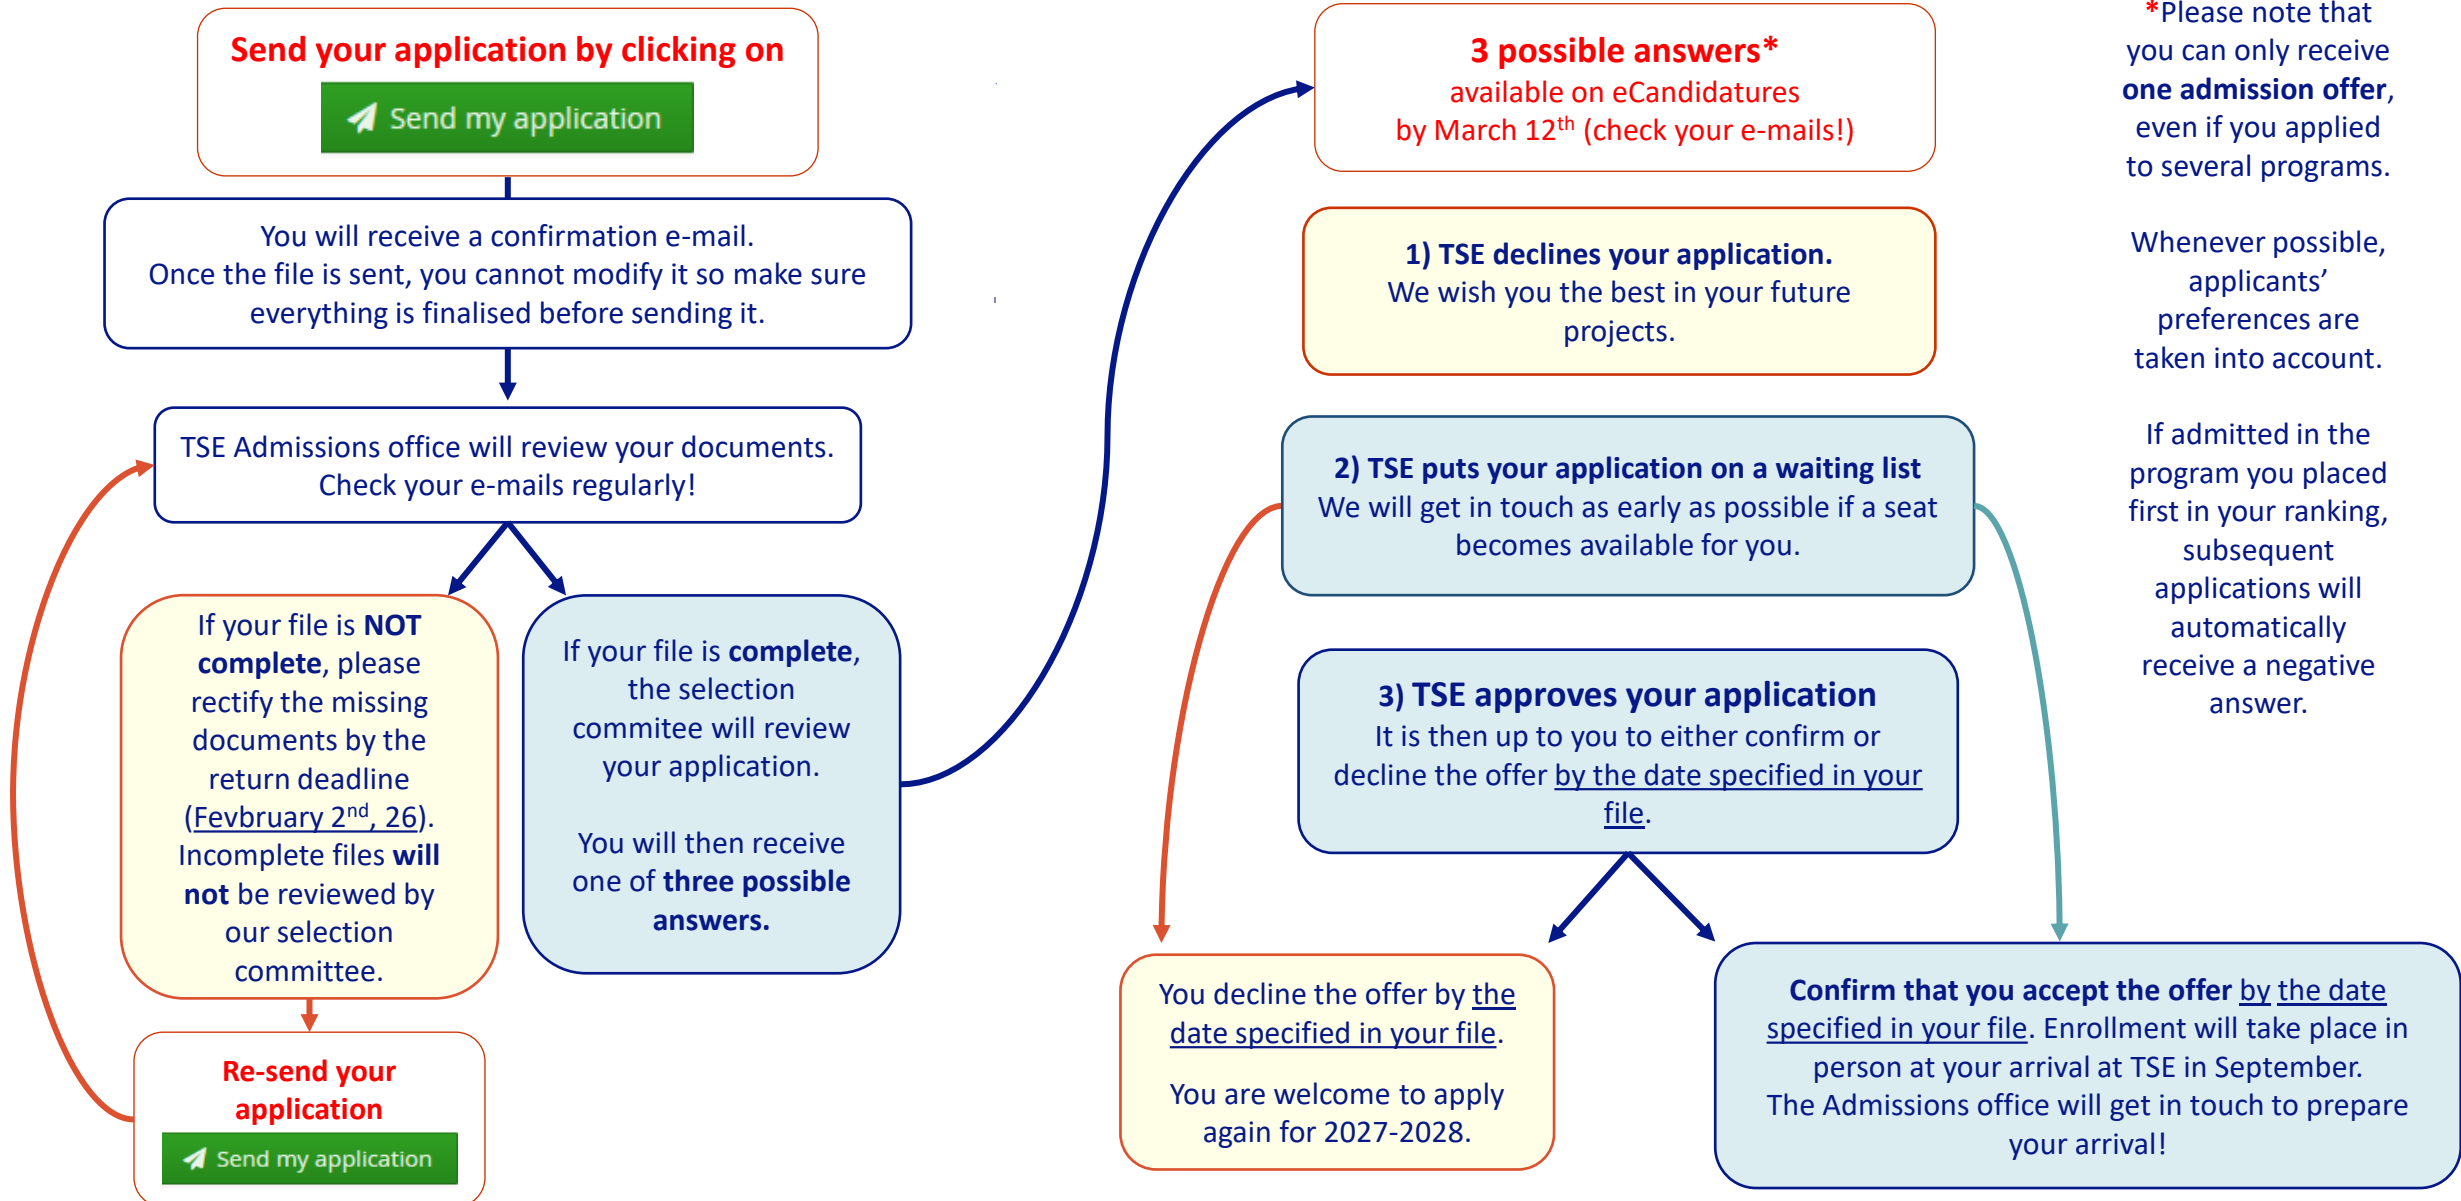 Send your application by clicking on
Send my application
You will receive a confirmation e-mail.
Once the file is sent, you cannot modify it so make sure
everything is finalised before sending it.
TSE Admissions office will review your documents.
Check your e-mails regularly!
If your file is NOT
complete, please
rectify the missing
documents by the
return deadline
(Fevbruary 2nd, 26).
Incomplete files will
not be reviewed by
our selection
committee.
Re-send your
application
Send my application
If your file is complete,
the selection
commitee will review
your application.
You will then receive
one of three possible
answers.
3 possible answers*
available on eCandidatures
by March 12th (check your e-mails!)
1) TSE declines your application.
We wish you the best in your future
projects.
2) TSE puts your application on a waiting list
We will get in touch as early as possible if a seat
becomes available for you.
3) TSE approves your application
It is then up to you to either confirm or
decline the offer by the date specified in your
file.
You decline the offer by the
date specified in your file.
You are welcome to apply
again for 2027-2028.
Confirm that you accept the offer by the date
specified in your file. Enrollment will take place in
person at your arrival at TSE in September.
The Admissions office will get in touch to prepare
your arrival!
*Please note that
you can only receive
one admission offer,
even if you applied
to several programs.
Whenever possible,
applicants’
preferences are
taken into account.
If admitted in the
program you placed
first in your ranking,
subsequent
applications will
automatically
receive a negative
answer.